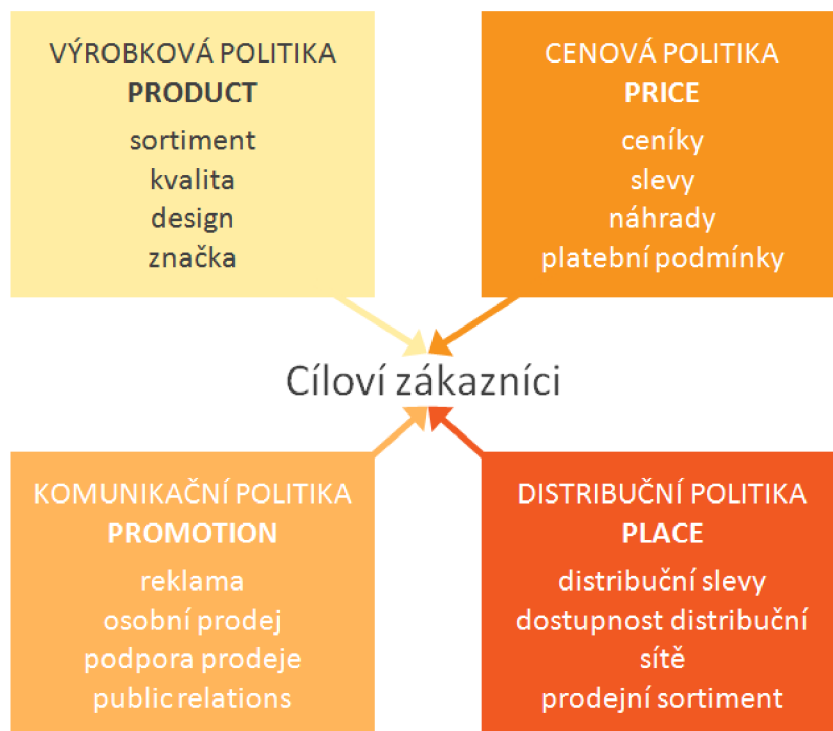 VÝROBKOVÁ POLITIKA
PRODUCT
sortiment
kvalita
design
značka
CENOVÁ POLITIKA
PRICE
ceníky
slevy
náhrady
platební podmínky
Cíloví zákazníci
KOMUNIKAČNÍ POLITIKA
PROMOTION
reklama
osobní prodej
podpora prodeje
public relations
DISTRIBUČNÍ POLITIKA
PLACE
distribuční slevy
dostupnost distribuční
sítě
prodejní sortiment